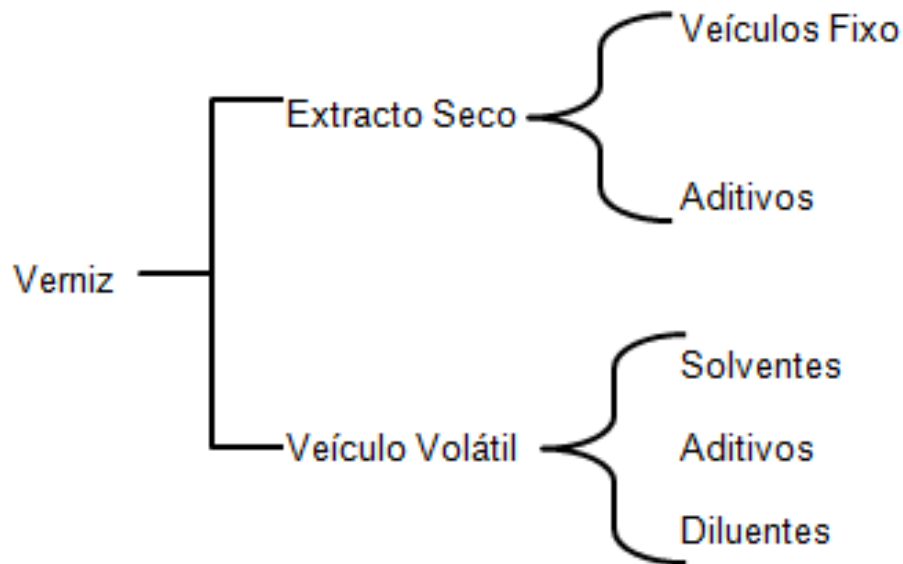 Veículos Fixo
Extracto Seco
Aditivos
Verniz
Solventes
Veículo Volátil
Aditivos
Diluentes